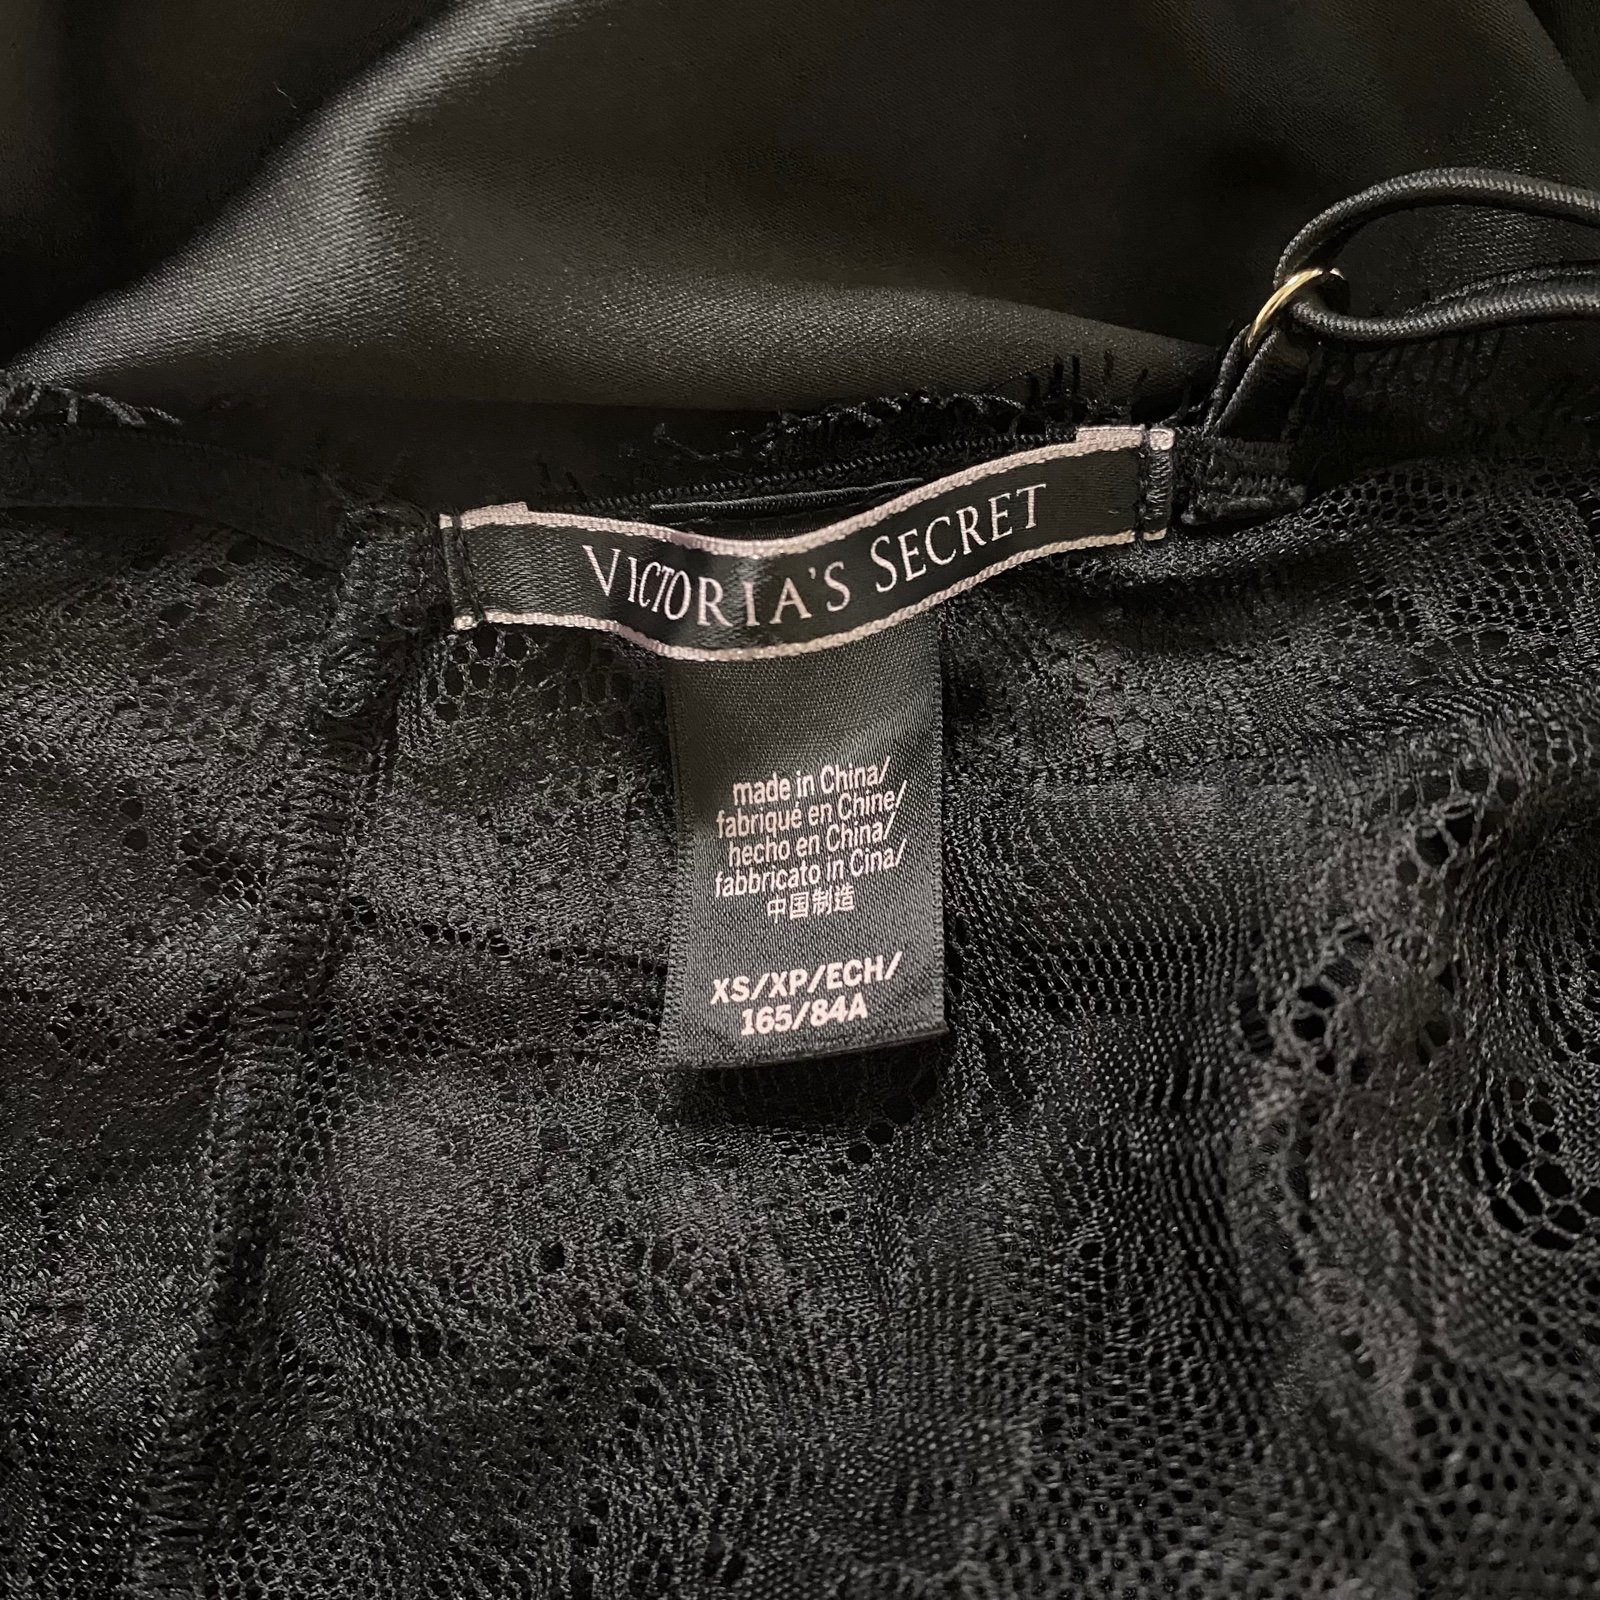 VICTORIA'S SECRET
made in China/
fabriqué en Chine/
hecho en China/
fabbricato in Cina/
中国制造
XS/XP/ECH/
165/84A